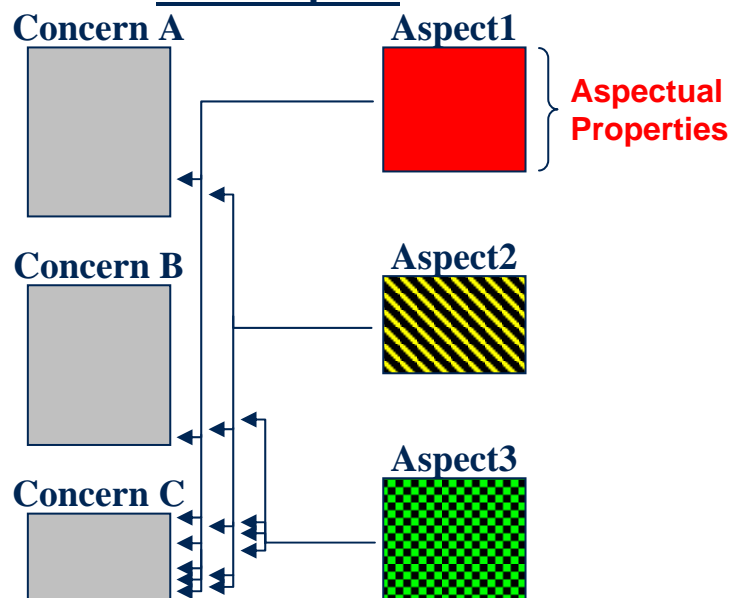 Concern A
Aspect1
Aspectual
Properties
Concern B
Aspect2
Concern C
Aspect3